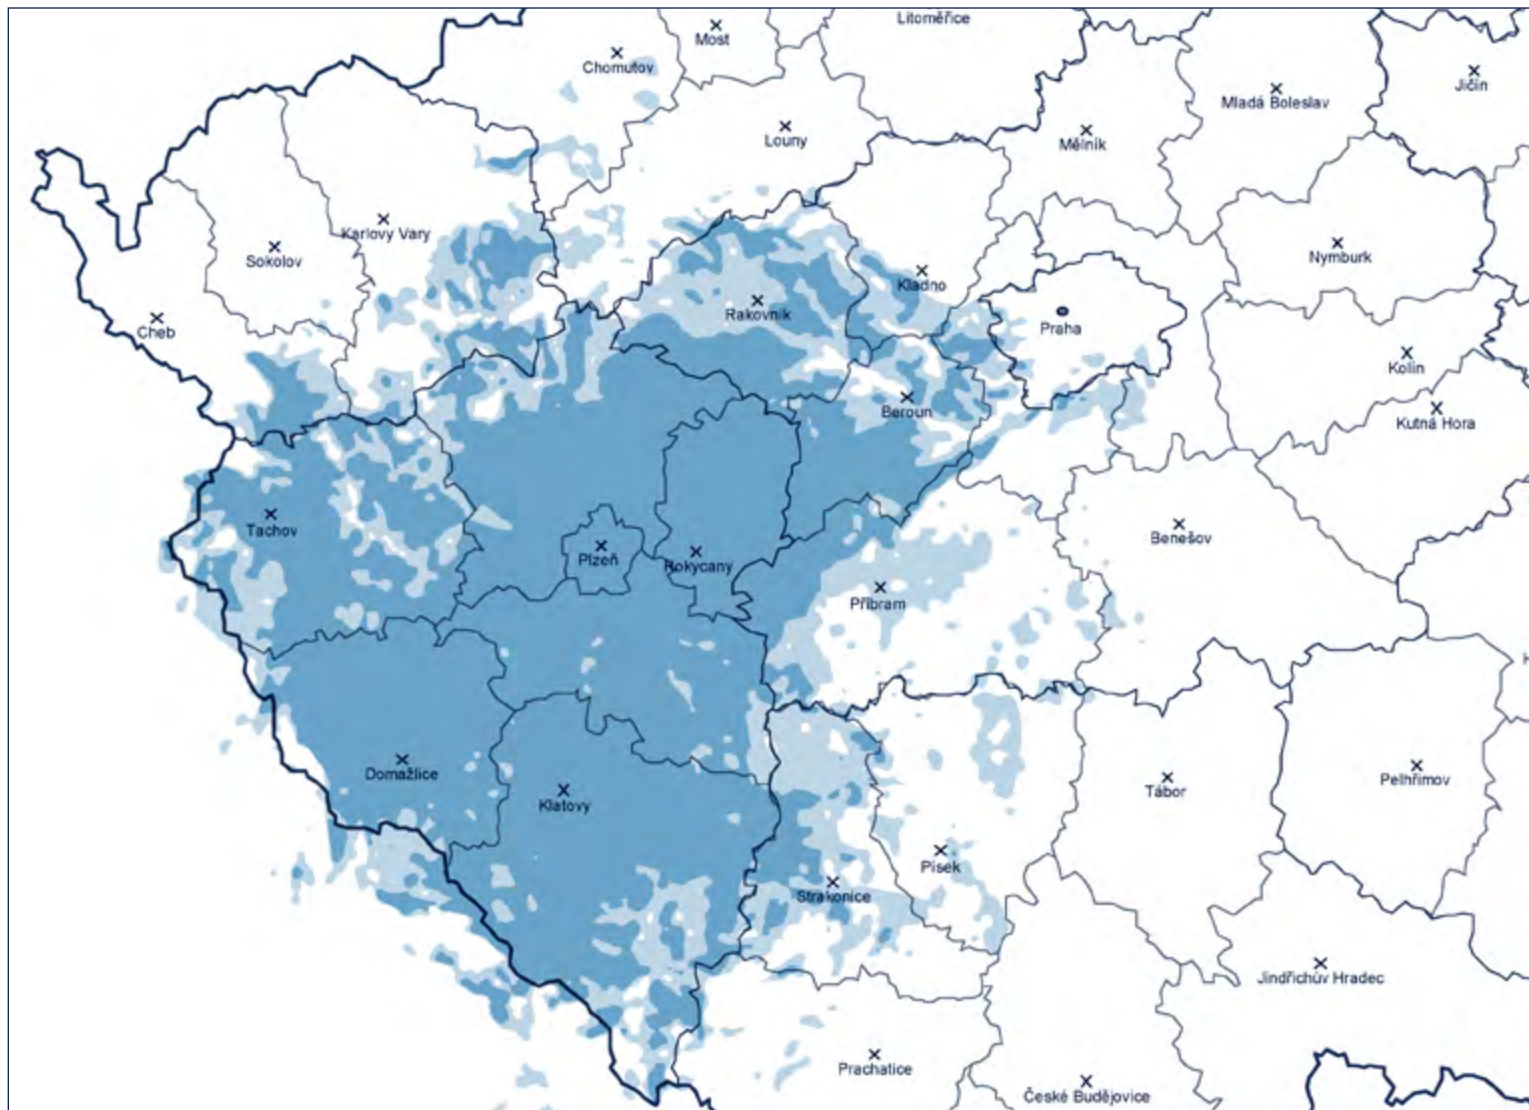 Litoměřice
Most
Chomutov
Jičín
Mladá Boleslav
Louny
Mělník
Karlovy Vary
Sokolov
Nymburk
Kladno
Rakovník
Praha
Cheb
Kolín
Beroun
Kutná Hora
Tachov
Benešov
Plzeň
Rokycany
Příbram
H
Domažlice
Pelhřimov
Tábor
Klatovy
Písek
Strakonice
Jindřichův Hradec
Prachatice
České Budějovice